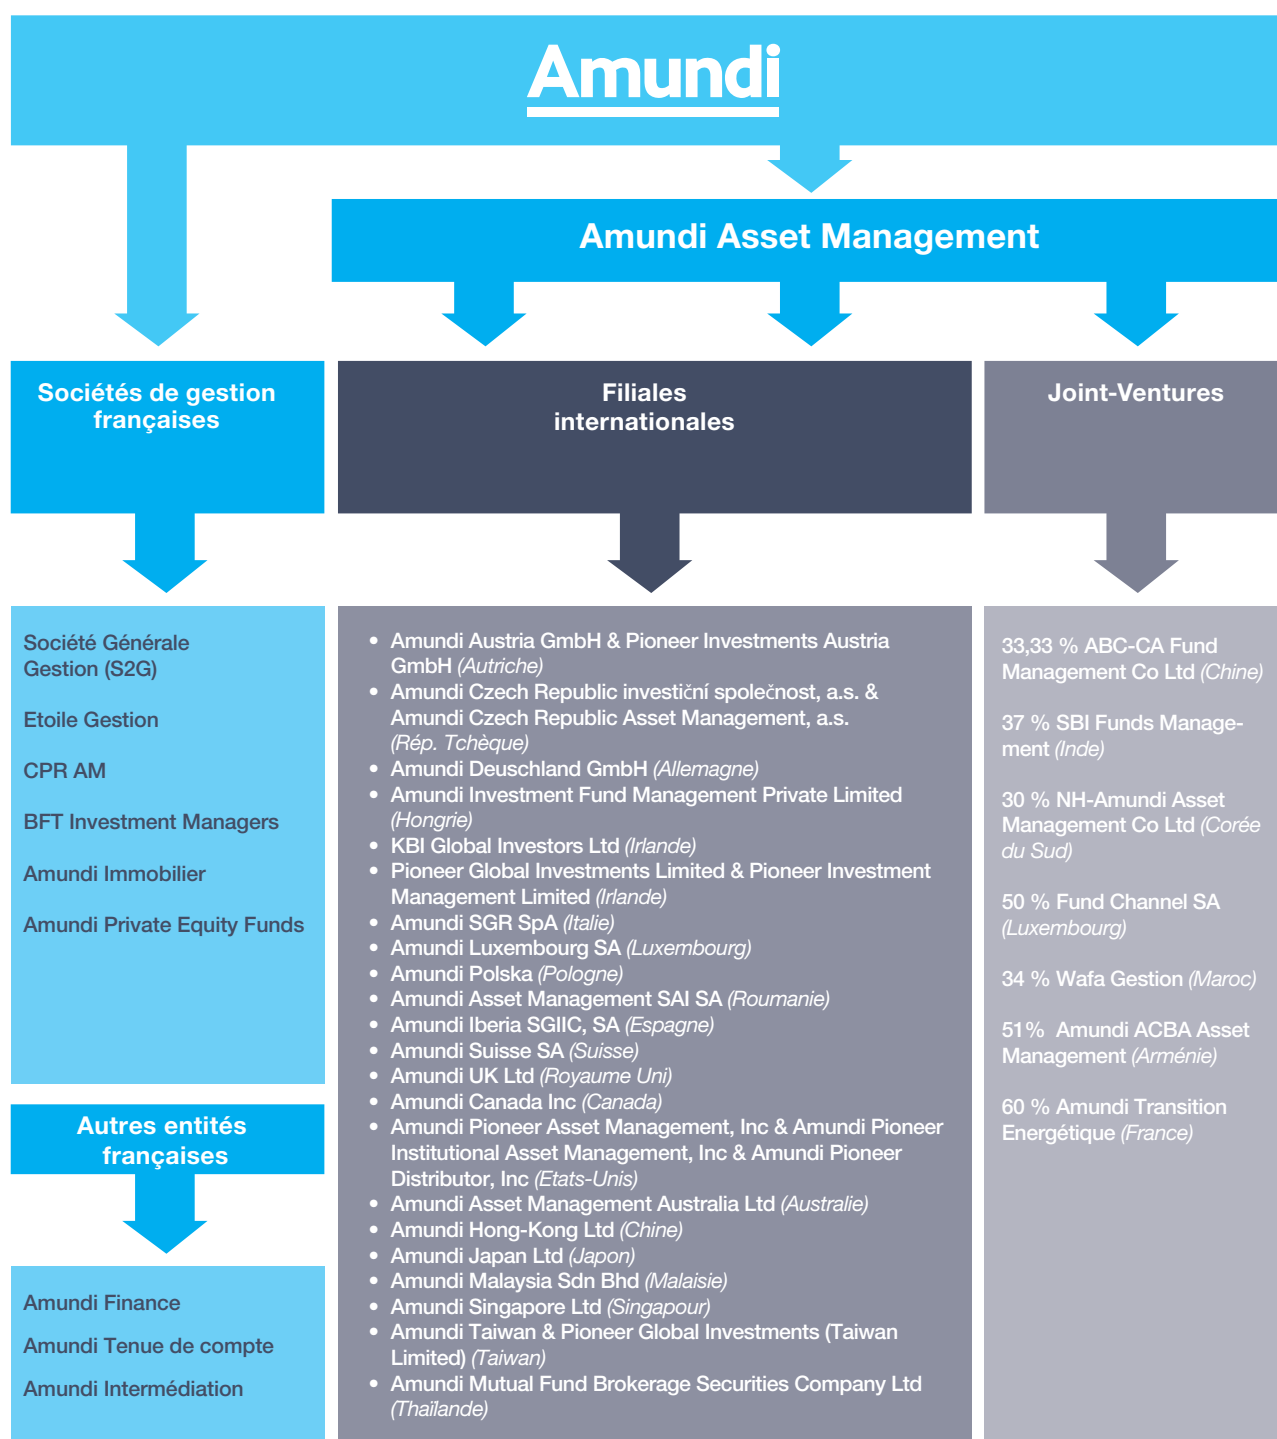 Amundi
Amundi Asset Management
Sociétés de gestion
françaises
Société Générale
Gestion (S2G)
Etoile Gestion
CPR AM
BFT Investment Managers
Amundi Immobilier
Amundi Private Equity Funds
Autres entités
françaises
Amundi Finance
Amundi Tenue de compte
Amundi Intermédiation
Filiales
internationales
• Amundi Austria GmbH & Pioneer Investments Austria
GmbH (Autriche)
• Amundi Czech Republic investiční společnost, a.s. &
Amundi Czech Republic Asset Management, a.s.
(Rép. Tchèque)
• Amundi Deuschland GmbH (Allemagne)
• Amundi Investment Fund Management Private Limited
(Hongrie)
• KBI Global Investors Ltd (Irlande)
• Pioneer Global Investments Limited & Pioneer Investment
Management Limited (Irlande)
• Amundi SGR SpA (Italie)
• Amundi Luxembourg SA (Luxembourg)
• Amundi Polska (Pologne)
• Amundi Asset Management SAI SA (Roumanie)
• Amundi Iberia SGIIC, SA (Espagne)
• Amundi Suisse SA (Suisse)
• Amundi UK Ltd (Royaume Uni)
• Amundi Canada Inc (Canada)
• Amundi Pioneer Asset Management, Inc & Amundi Pioneer
Institutional Asset Management, Inc & Amundi Pioneer
Distributor, Inc (Etats-Unis)
• Amundi Asset Management Australia Ltd (Australie)
• Amundi Hong-Kong Ltd (Chine)
• Amundi Japan Ltd (Japon)
• Amundi Malaysia Sdn Bhd (Malaisie)
• Amundi Singapore Ltd (Singapour)
• Amundi Taiwan & Pioneer Global Investments (Taiwan
Limited) (Taiwan)
• Amundi Mutual Fund Brokerage Securities Company Ltd
(Thaïlande)
Joint-Ventures
33,33 % ABC-CA Fund
Management Co Ltd (Chine)
37 % SBI Funds Manage-
ment (Inde)
30 % NH-Amundi Asset
Management Co Ltd (Corée
du Sud)
50 % Fund Channel SA
(Luxembourg)
34 % Wafa Gestion (Maroc)
51% Amundi ACBA Asset
Management (Arménie)
60 % Amundi Transition
Energétique (France)